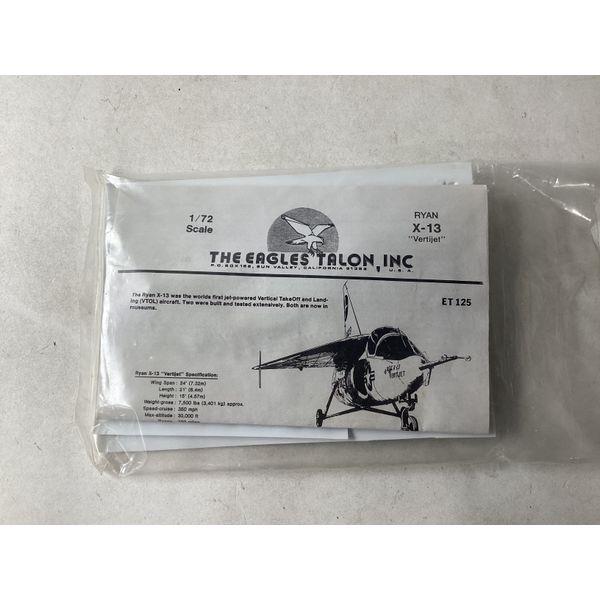 1/72
Scale
RYAN
X-13
"Vertijet"
THE EAGLES TALON, INC
P.O. BOX 158, SUN VALLEY, CALIFORNIA 91352 U.S.A.
ET 125
The Ryan X-13 was the worlds first jet-powered Vertical TakeOff and Land-
ing (VTOL) aircraft. Two were built and tested extensively. Both are now in
museums.
Ryan X-13 "Vertijet" Specification:
Wing Span : 24' (7.32m)
Length : 21' (6.4m)
Height : 15' (4.57m)
Weight-gross : 7,500 lbs (3,401 kg) approx.
Speed-cruise : 350 mph
Max-altitude : 30,000 ft